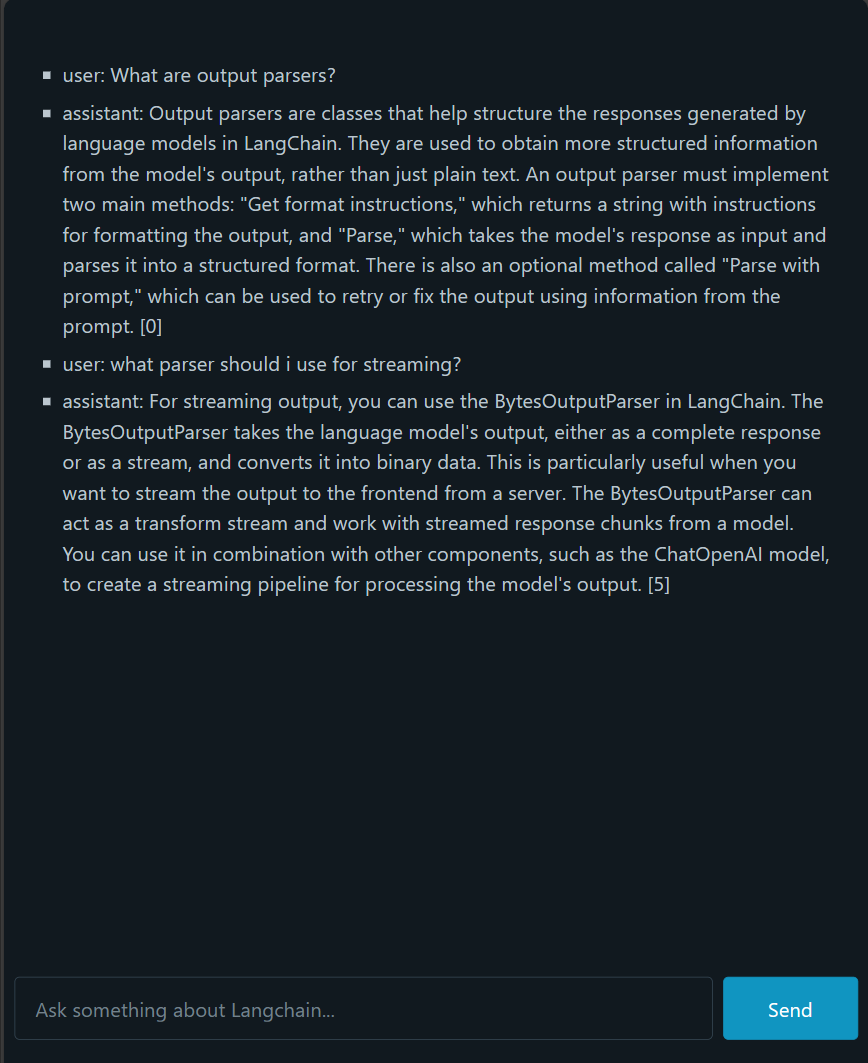 user: What are output parsers?
assistant: Output parsers are classes that help structure the responses generated by
language models in LangChain. They are used to obtain more structured information
from the model's output, rather than just plain text. An output parser must implement
two main methods: "Get format instructions," which returns a string with instructions
for formatting the output, and "Parse," which takes the model's response as input and
parses it into a structured format. There is also an optional method called "Parse with
prompt," which can be used to retry or fix the output using information from the
prompt. [0]
user: what parser should i use for streaming?
assistant: For streaming output, you can use the BytesOutputParser in LangChain. The
BytesOutputParser takes the language model's output, either as a complete response
or as a stream, and converts it into binary data. This is particularly useful when you
want to stream the output to the frontend from a server. The BytesOutputParser can
act as a transform stream and work with streamed response chunks from a model.
You can use it in combination with other components, such as the ChatOpenAI model,
to create a streaming pipeline for processing the model's output. [5]
Ask something about Langchain...
Send